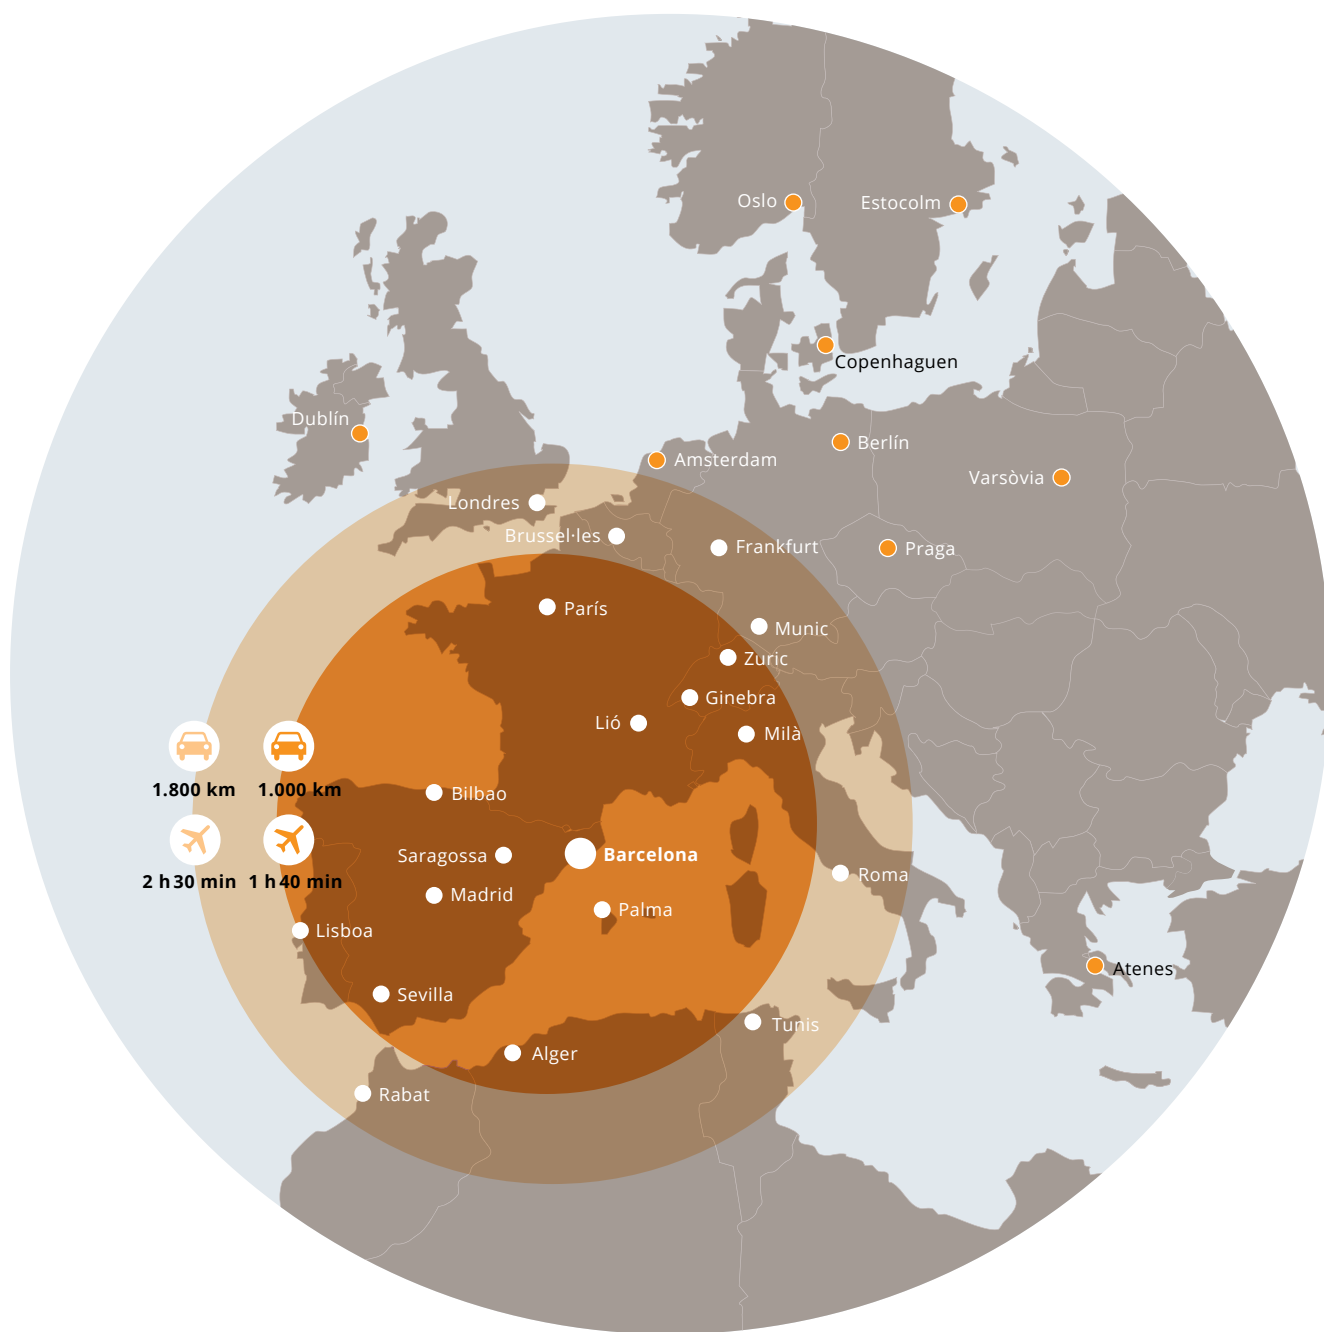 Oslo
Estocolm
Copenhaguen
Dublín
Berlín
Amsterdam
Varsòvia
Londres
Brussel·les
Frankfurt
Praga
París
Munic
Zuric
Ginebra
Lió
Milà
1.800 km
1.000 km
Bilbao
Saragossa
Barcelona
2 h 30 min
1 h 40 min
Roma
Madrid
Palma
Lisboa
Atenes
Sevilla
Tunis
Alger
Rabat